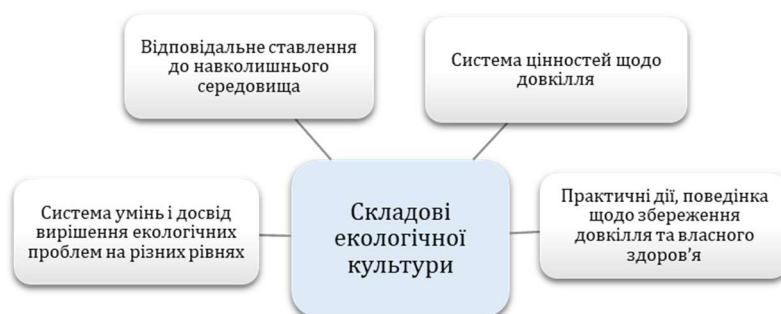 Відповідальне ставлення
до навколишнього
середовища
Система цінностей щодо
довкілля
Система умінь і досвід
вирішення екологічних
проблем на різних рівнях
Складові
екологічної
культури
Практичні дії, поведінка
щодо збереження
довкілля та власного
здоров’я